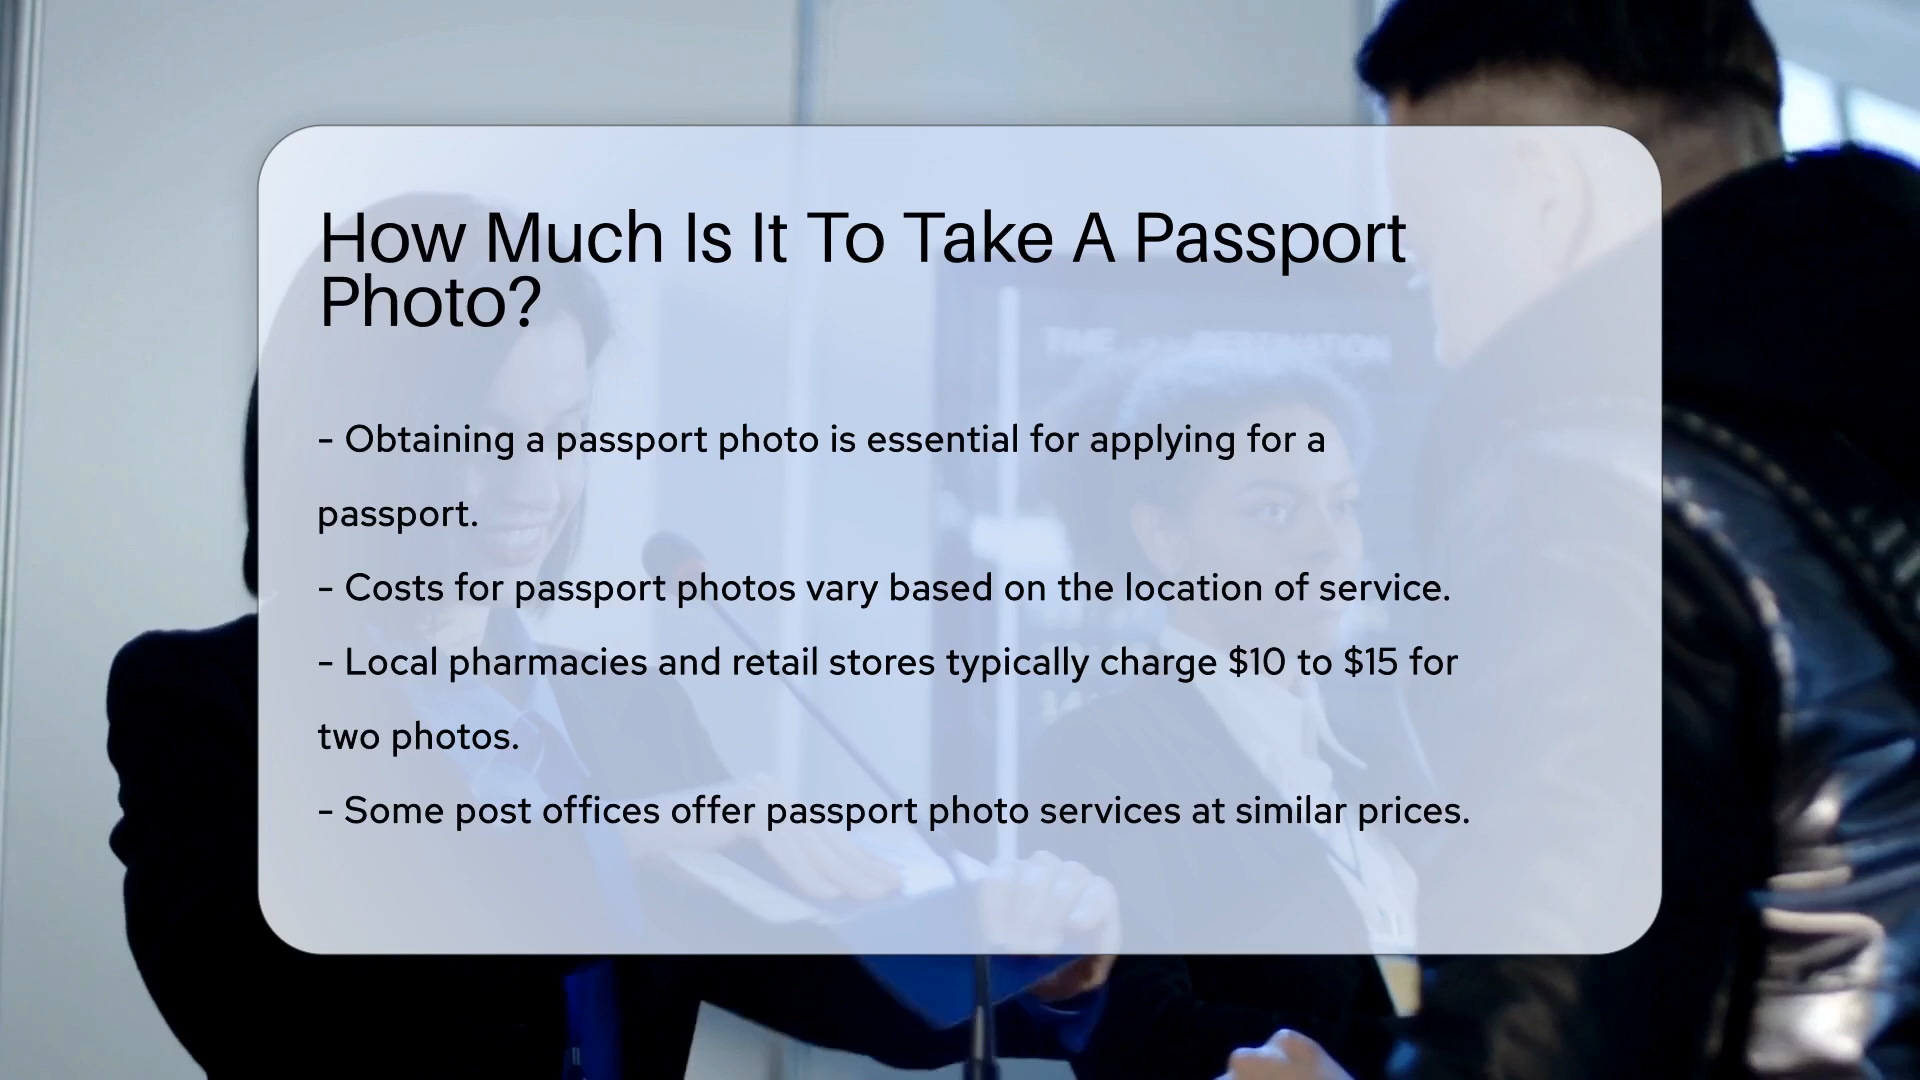 How Much Is It To Take A Passport
Photo?
- Obtaining a passport photo is essential for applying for a
passport.
- Costs for passport photos vary based on the location of service.
- Local pharmacies and retail stores typically charge $10 to $15 for
two photos.
- Some post offices offer passport photo services at similar prices.
TIME
DESTINATION